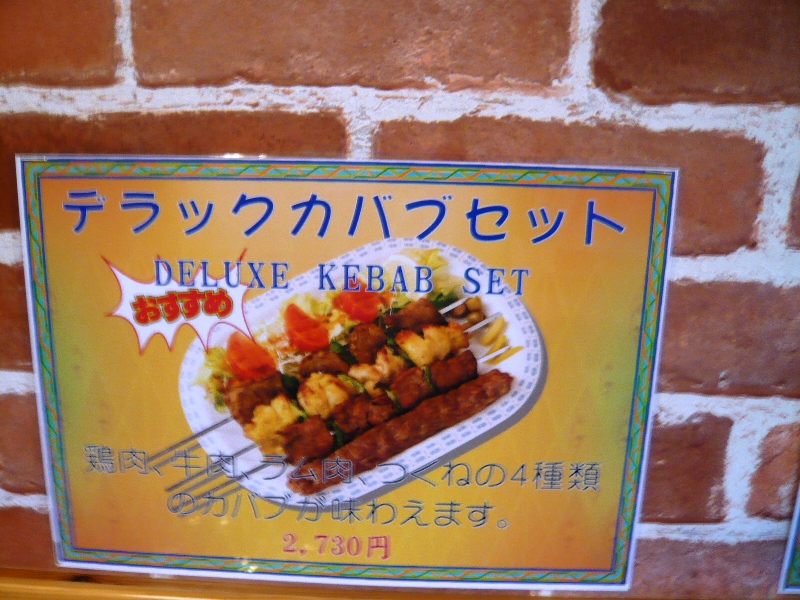 デラックカバブセット
DELUXE KEBAB SET
おすすめ
鶏肉、牛肉、ラム肉、つくねの4種類
のカバブが味わえます。
2,730円